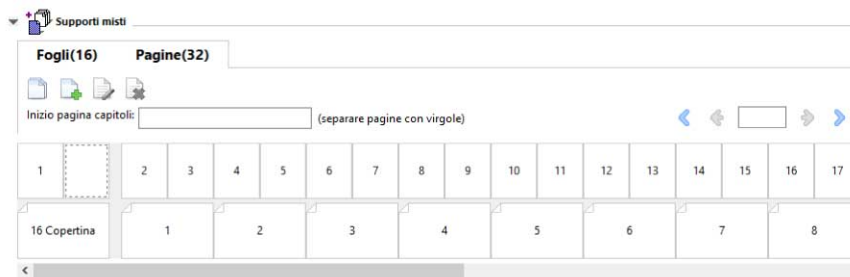 Supporti misti
Fogli(16) Pagine(32)
Inizio pagina capitoli: (separare pagine con virgole)
1 2 3 4 5 6 7 8 9 10 11 12 13 14 15 16 17
16 Copertina 1 2 3 4 5 6 7 8